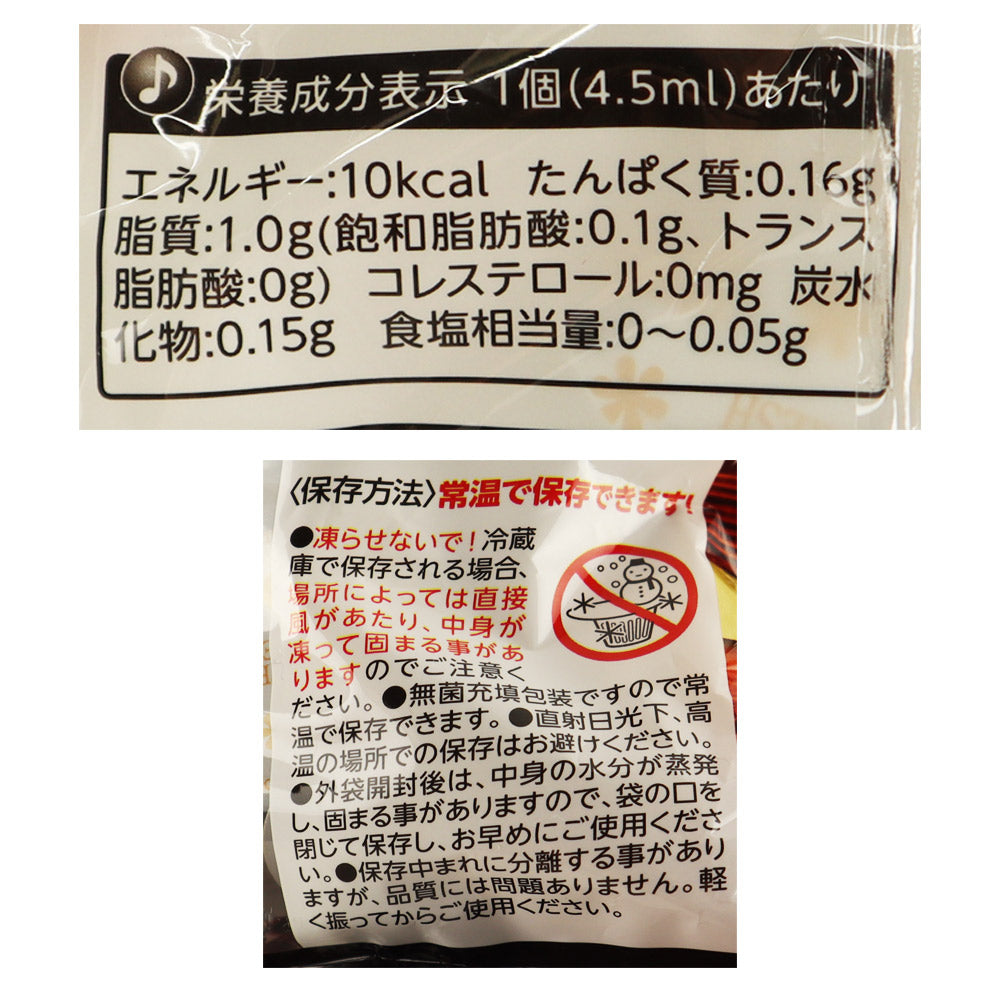 栄養成分表示 1個(4.5ml)あたり
エネルギー:10kcal たんぱく質:0.16g
脂質:1.0g(飽和脂肪酸:0.1g、トランス
脂肪酸:0g) コレステロール:0mg 炭水
化物:0.15g 食塩相当量:0〜0.05g
〈保存方法〉常温で保存できます!
●凍らせないで!冷蔵
庫で保存される場合、
場所によっては直接
風があたり、中身が
凍って固まる事があ
りますのでご注意く
ださい。●無菌充填包装ですので常
温で保存できます。●直射日光下、高
温の場所での保存はお避けください。
●外袋開封後は、中身の水分が蒸発
し、固まる事がありますので、袋の口を
閉じて保存し、お早めにご使用くださ
い。●保存中まれに分離する事があり
ますが、品質には問題ありません。軽
く振ってからご使用ください。